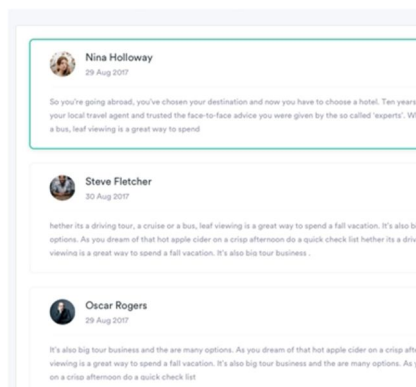 Nina Holloway
29 Aug 2017
So you're going abroad, you've chosen your destination and now you have to choose a hotel. Ten years
your local travel agent and trusted the face-to-face advice you were given by the so called 'experts'. W
a bus, leaf viewing is a great way to spend
Steve Fletcher
30 Aug 2017
hether its a driving tour, a cruise or a bus, leaf viewing is a great way to spend a fall vacation. It's also b
options. As you dream of that hot apple cider on a crisp afternoon do a quick check list hether its a driv
viewing is a great way to spend a fall vacation. It's also big tour business .
Oscar Rogers
29 Aug 2017
It's also big tour business and the are many options. As you dream of that hot apple cider on a crisp aft
viewing is a great way to spend a fall vacation. It's also big tour business and the are many options. As
on a crisp afternoon do a quick check list